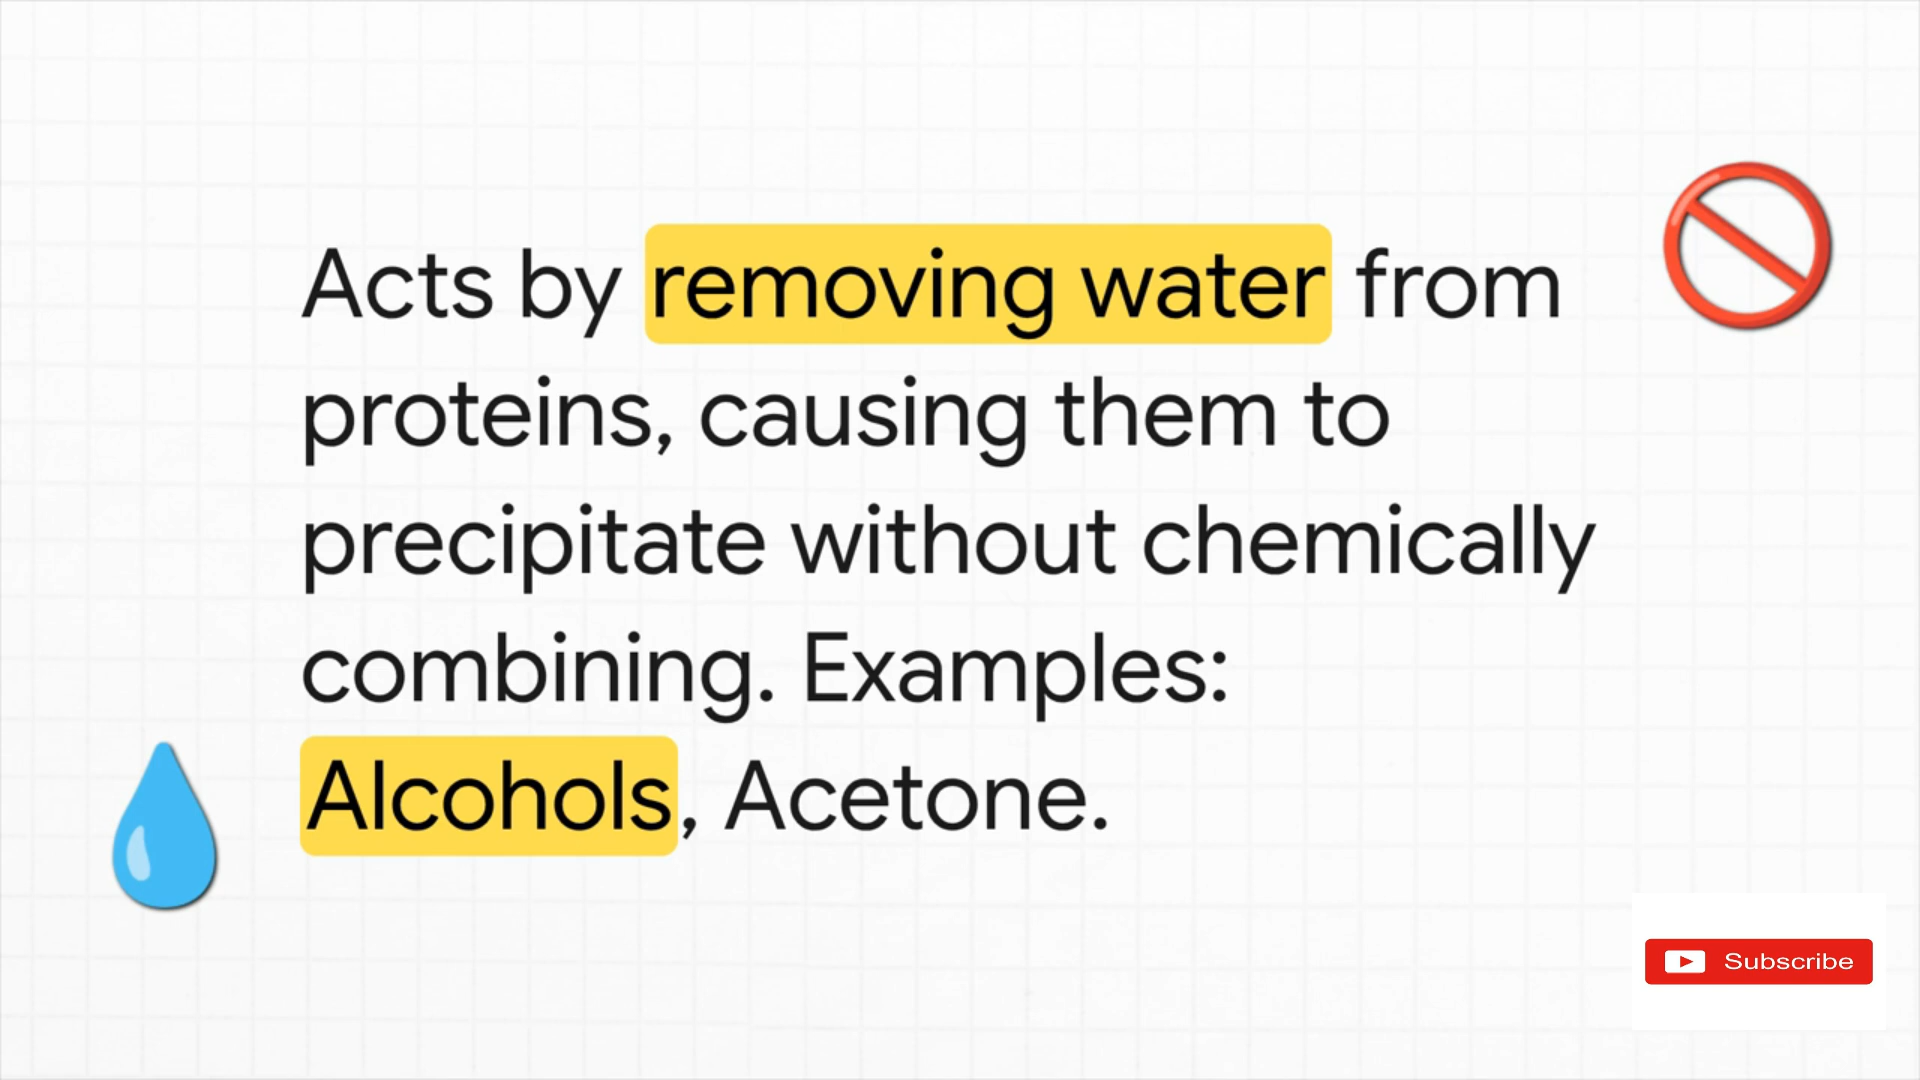 Acts by removing water from
proteins, causing them to
precipitate without chemically
combining. Examples:
Alcohols, Acetone.
Subscribe